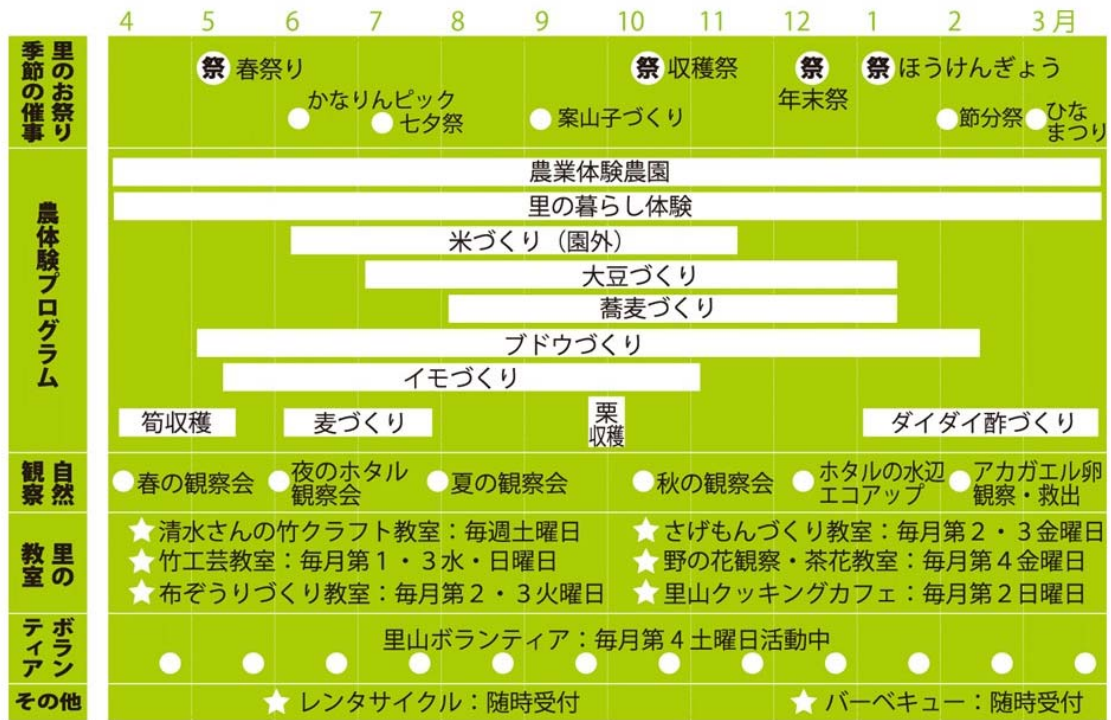 4 5 6 7 8 9 10 11 12 1 2 3月
里のお祭り
季節の催事
祭 春祭り
祭 収穫祭
祭
年末祭
祭 ほうけんぎょう
かなりんピック
七夕祭
案山子づくり
節分祭
ひな
まつり
農体験プログラム
農業体験農園
里の暮らし体験
米づくり（園外）
大豆づくり
蕎麦づくり
ブドウづくり
イモづくり
筍収穫
麦づくり
栗
収穫
ダイダイ酢づくり
自然
観察
春の観察会
夜のホタル
観察会
夏の観察会
秋の観察会
ホタルの水辺
エコアップ
アカガエル卵
観察・救出
里の
教室
清水さんの竹クラフト教室：毎週土曜日
竹工芸教室：毎月第１・３水・日曜日
布ぞうりづくり教室：毎月第２・３火曜日
さげもんづくり教室：毎月第２・３金曜日
野の花観察・茶花教室：毎月第４金曜日
里山クッキングカフェ：毎月第２日曜日
ボラン
ティア
里山ボランティア：毎月第４土曜日活動中
その他
レンタサイクル：随時受付
バーベキュー：随時受付